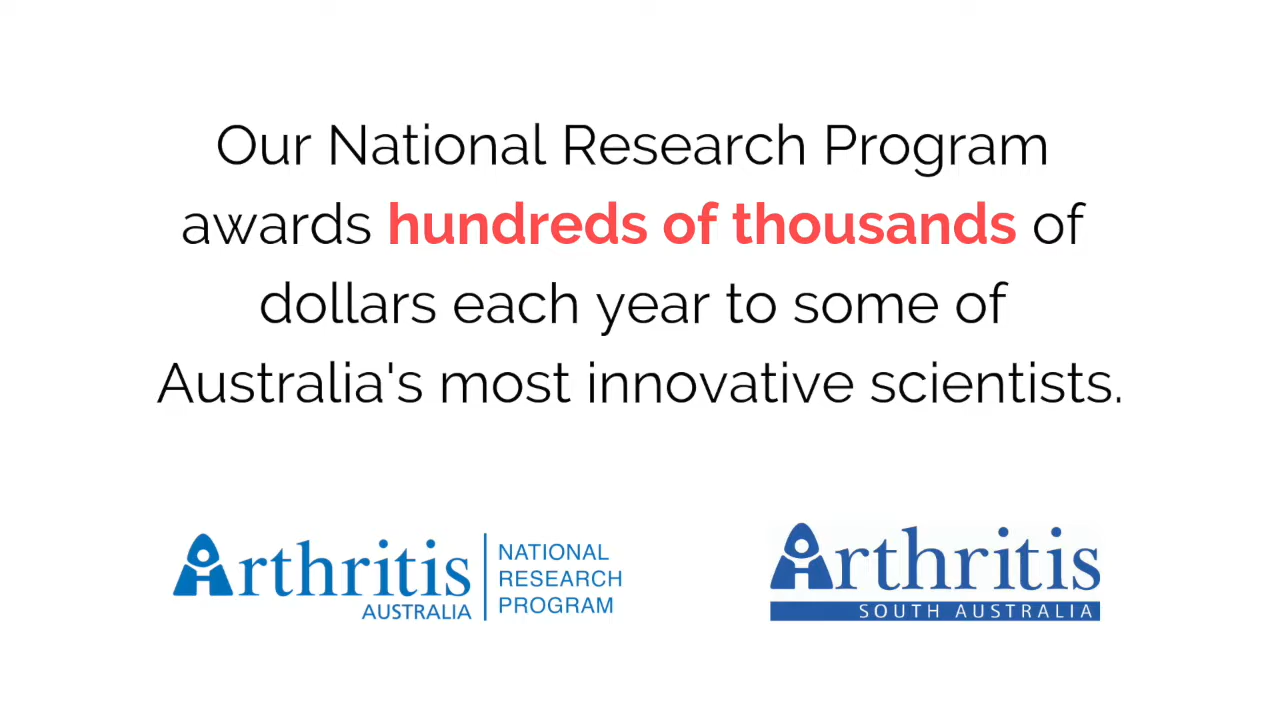 Our National Research Program
awards hundreds of thousands of
dollars each year to some of
Australia's most innovative scientists.
Arthritis
AUSTRALIA
NATIONAL
RESEARCH
PROGRAM
Arthritis
SOUTH AUSTRALIA